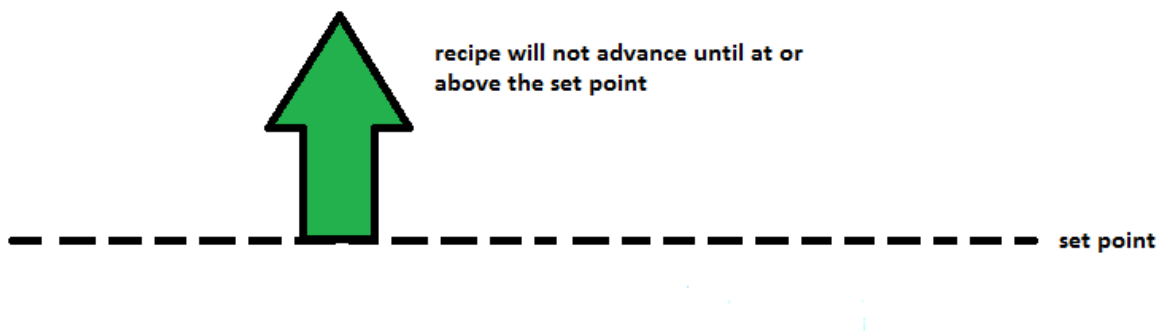 recipe will not advance until at or
above the set point
set point